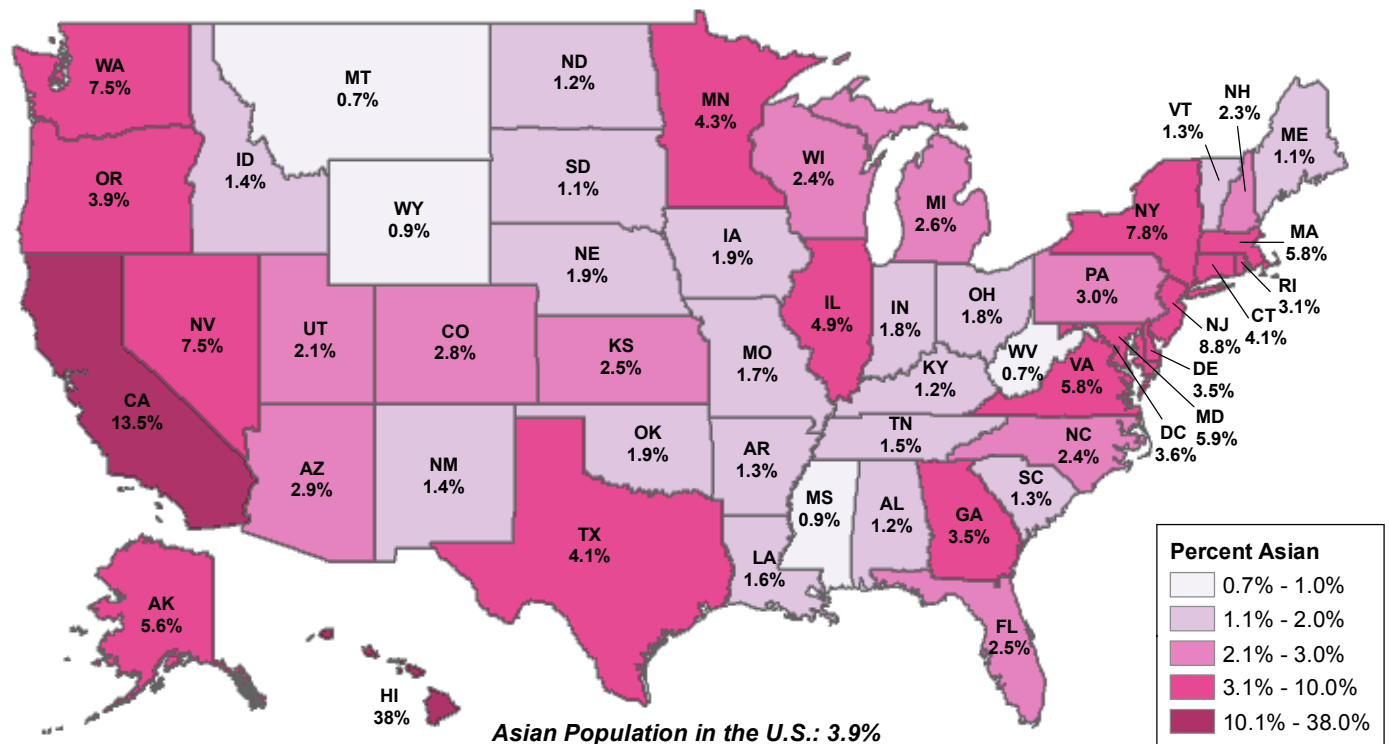 WA
7.5%
MT
0.7%
ND
1.2%
MN
4.3%
VT
1.3%
NH
2.3%
ME
1.1%
OR
3.9%
ID
1.4%
SD
1.1%
WI
2.4%
MI
2.6%
NY
7.8%
MA
5.8%
WY
0.9%
NE
1.9%
IA
1.9%
PA
3.0%
RI
3.1%
CT
4.1%
NV
7.5%
UT
2.1%
CO
2.8%
KS
2.5%
IL
4.9%
IN
1.8%
OH
1.8%
NJ
8.8%
DE
3.5%
MO
1.7%
KY
1.2%
WV
0.7%
VA
5.8%
MD
5.9%
DC
3.6%
CA
13.5%
AZ
2.9%
NM
1.4%
OK
1.9%
AR
1.3%
TN
1.5%
NC
2.4%
SC
1.3%
TX
4.1%
LA
1.6%
MS
0.9%
AL
1.2%
GA
3.5%
FL
2.5%
AK
5.6%
HI
38%
Asian Population in the U.S.: 3.9%
Percent Asian
0.7% - 1.0%
1.1% - 2.0%
2.1% - 3.0%
3.1% - 10.0%
10.1% - 38.0%